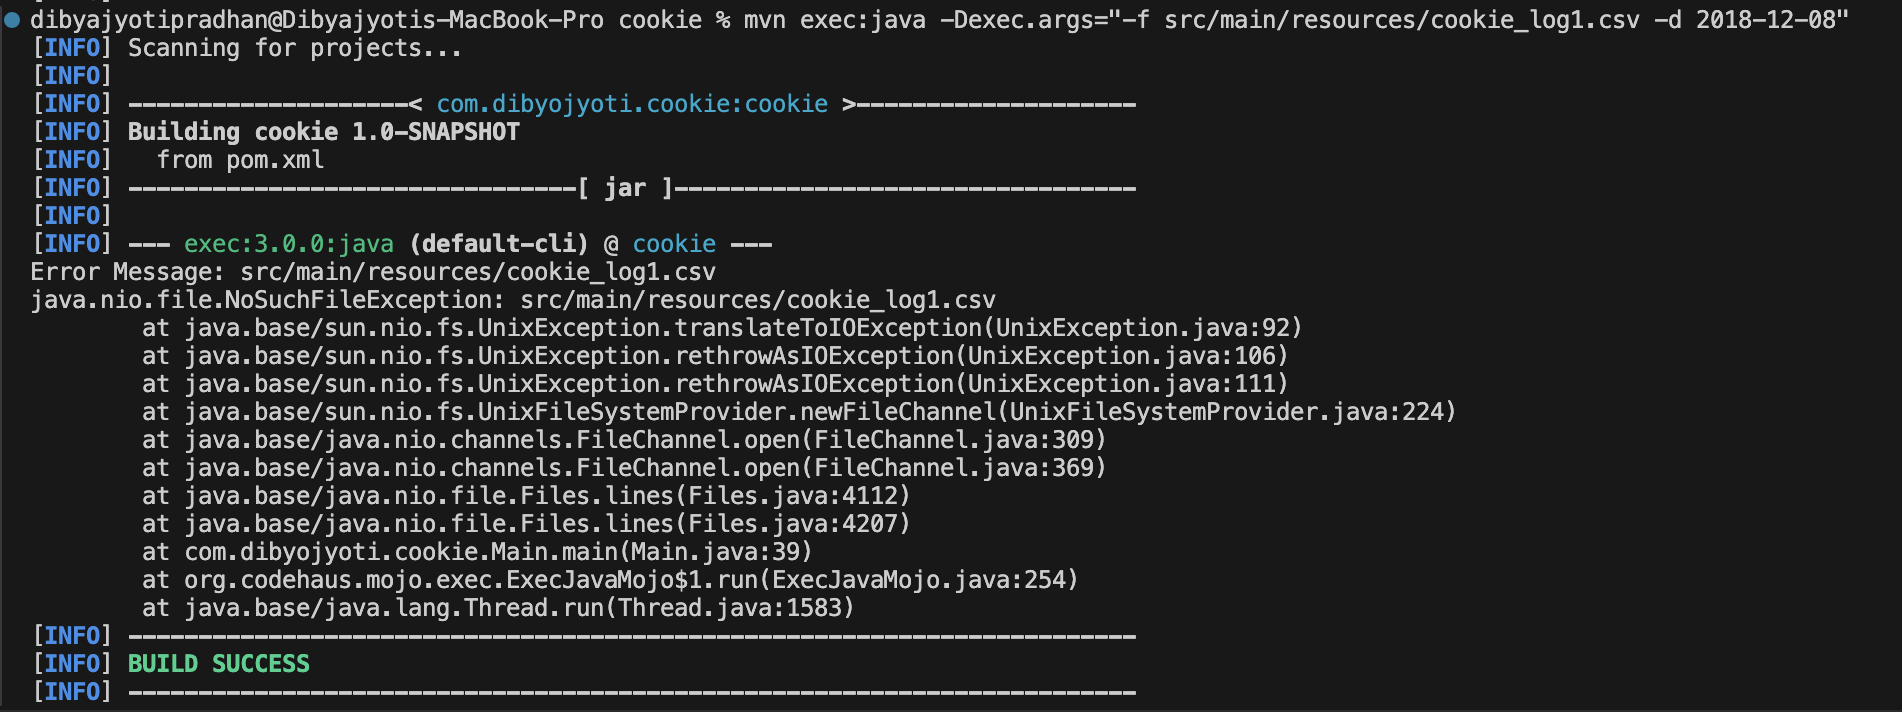 dibyajyotipradhan@Dibyajyotis-MacBook-Pro cookie % mvn exec:java -Dexec.args="-f src/main/resources/cookie_log1.csv -d 2018-12-08"
[INFO] Scanning for projects...
[INFO]
[INFO] --------------------< com.dibyojyoti.cookie:cookie >--------------------
[INFO] Building cookie 1.0-SNAPSHOT
[INFO]   from pom.xml
[INFO] --------------------------------[ jar ]---------------------------------
[INFO]
[INFO] --- exec:3.0.0:java (default-cli) @ cookie ---
Error Message: src/main/resources/cookie_log1.csv
java.nio.file.NoSuchFileException: src/main/resources/cookie_log1.csv
        at java.base/sun.nio.fs.UnixException.translateToIOException(UnixException.java:92)
        at java.base/sun.nio.fs.UnixException.rethrowAsIOException(UnixException.java:106)
        at java.base/sun.nio.fs.UnixException.rethrowAsIOException(UnixException.java:111)
        at java.base/sun.nio.fs.UnixFileSystemProvider.newFileChannel(UnixFileSystemProvider.java:224)
        at java.base/java.nio.channels.FileChannel.open(FileChannel.java:309)
        at java.base/java.nio.channels.FileChannel.open(FileChannel.java:369)
        at java.base/java.nio.file.Files.lines(Files.java:4112)
        at java.base/java.nio.file.Files.lines(Files.java:4207)
        at com.dibyojyoti.cookie.Main.main(Main.java:39)
        at org.codehaus.mojo.exec.ExecJavaMojo$1.run(ExecJavaMojo.java:254)
        at java.base/java.lang.Thread.run(Thread.java:1583)
[INFO] ------------------------------------------------------------------------
[INFO] BUILD SUCCESS
[INFO] ------------------------------------------------------------------------